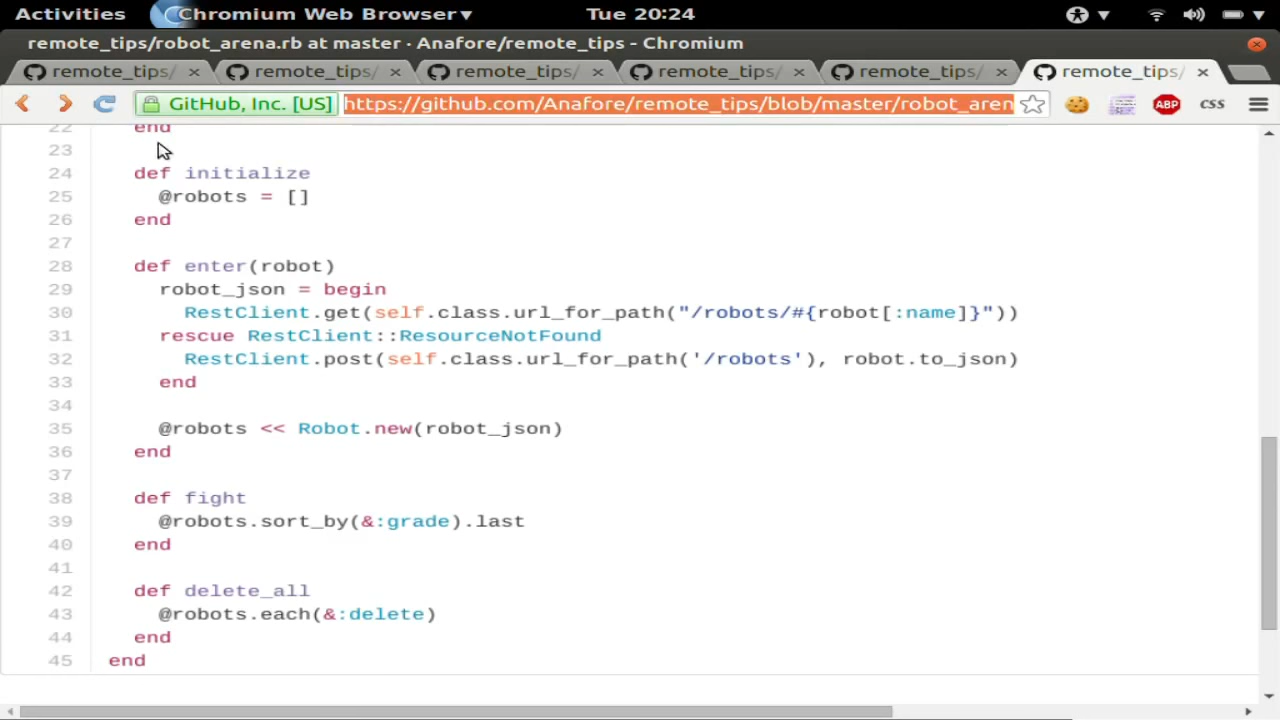 Activities Chromium Web Browser ▾ Tue 20:24
remote_tips/robot_arena.rb at master · Anafore/remote_tips - Chromium
remote_tips/ × remote_tips/ × remote_tips/ × remote_tips/ × remote_tips/ × remote_tips/ ×
GitHub, Inc. [US] https://github.com/Anafore/remote_tips/blob/master/robot_aren ABP css
22 end
23
24 def initialize
25 @robots = []
26 end
27
28 def enter(robot)
29 robot_json = begin
30 RestClient.get(self.class.url_for_path("/robots/#{robot[:name]}"))
31 rescue RestClient::ResourceNotFound
32 RestClient.post(self.class.url_for_path('/robots'), robot.to_json)
33 end
34
35 @robots << Robot.new(robot_json)
36 end
37
38 def fight
39 @robots.sort_by(&:grade).last
40 end
41
42 def delete_all
43 @robots.each(&:delete)
44 end
45 end